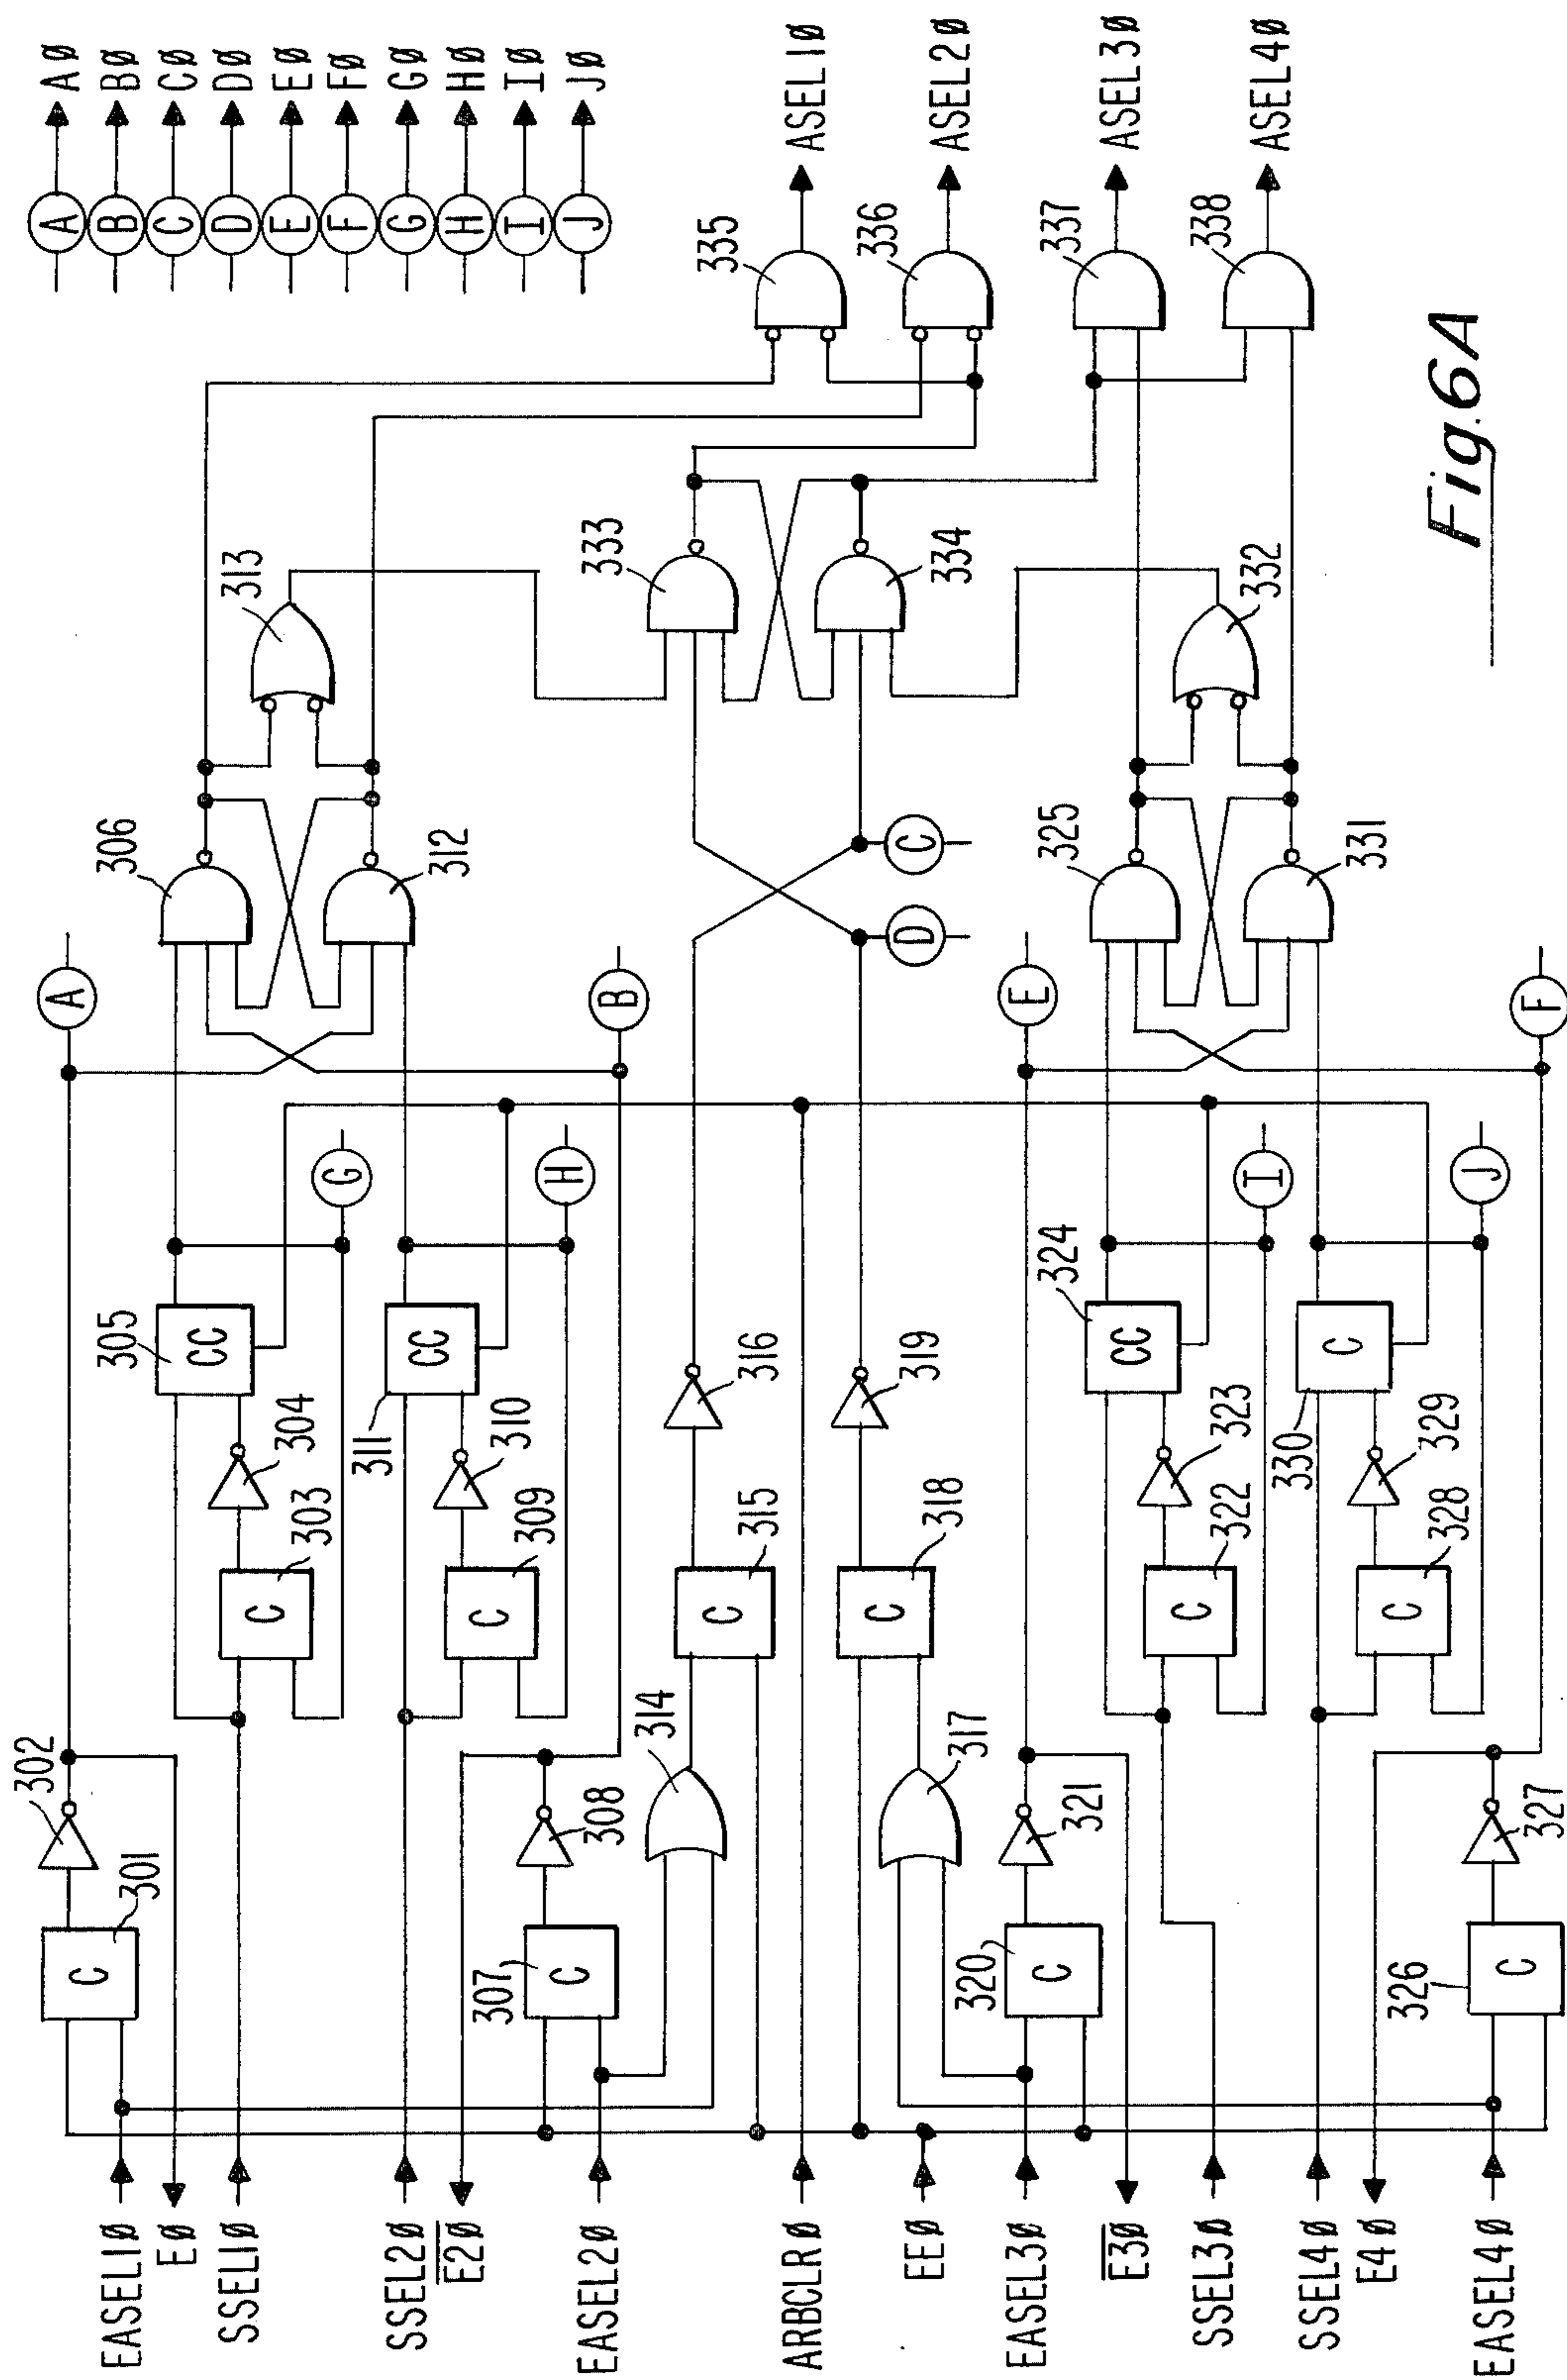 A AØ
B BØ
C CØ
D DØ
E EØ
F FØ
G GØ
H HØ
I IØ
J JØ
EASEL1Ø
EØ
SSEL1Ø
SSEL2Ø
E2Ø
EASEL2Ø
ARBCLRØ
EEØ
EASEL3Ø
E3Ø
SSEL3Ø
SSEL4Ø
E4Ø
EASEL4Ø
C 301
302
C 303
304
305 CC
306
307 C
308
C 309
310
311 CC
312
313
314
C 315
316
317
C 318
319
320 C
321
C 322
323
324 CC
325
326 C
327
C 328
329
330 C
331
332
333
334
335
336
337
338
A
B
C
D
E
F
G
H
I
J
ASEL1Ø
ASEL2Ø
ASEL3Ø
ASEL4Ø
Fig. 6A